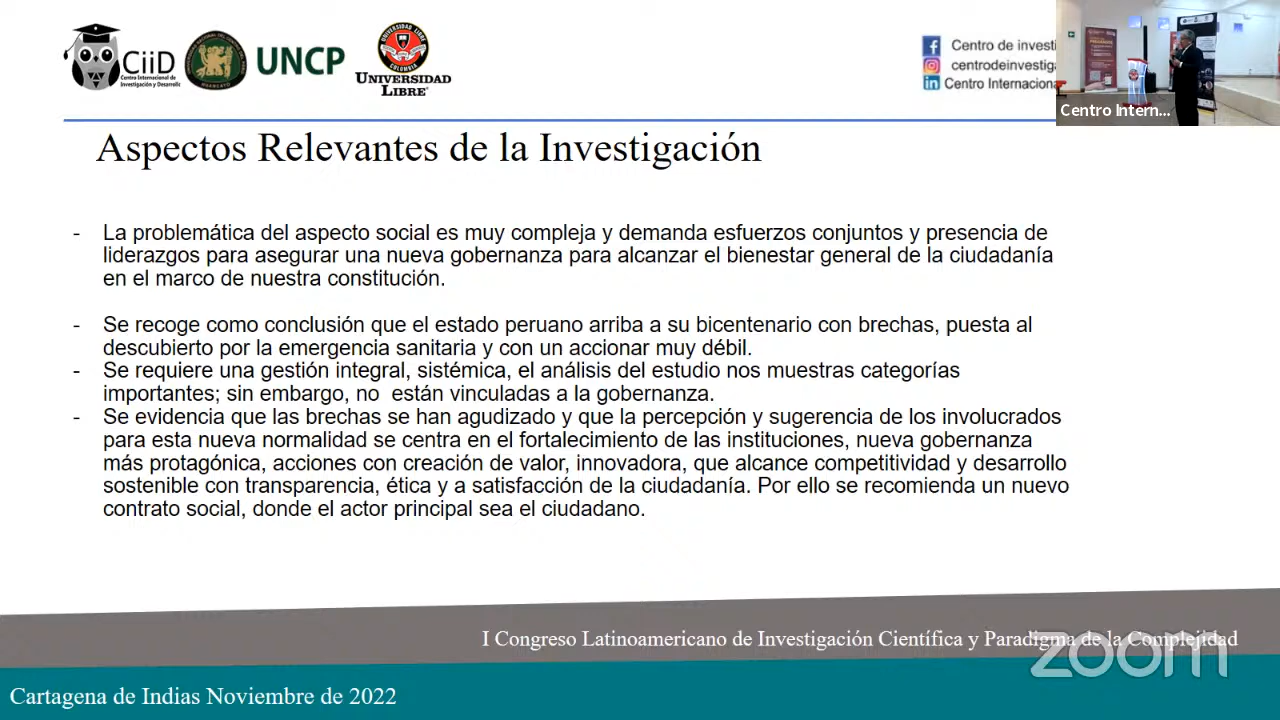 CiiD
Centro Internacional de
Investigación y Desarrollo
UNCP
UNIVERSIDAD LIBRE
COLOMBIA
UNIVERSIDAD
LIBRE
Centro de investi
centrodeinvestiga
Centro Internaciona
Centro Intern...
Aspectos Relevantes de la Investigación
- La problemática del aspecto social es muy compleja y demanda esfuerzos conjuntos y presencia de
liderazgos para asegurar una nueva gobernanza para alcanzar el bienestar general de la ciudadanía
en el marco de nuestra constitución.
- Se recoge como conclusión que el estado peruano arriba a su bicentenario con brechas, puesta al
descubierto por la emergencia sanitaria y con un accionar muy débil.
- Se requiere una gestión integral, sistémica, el análisis del estudio nos muestras categorías
importantes; sin embargo, no  están vinculadas a la gobernanza.
- Se evidencia que las brechas se han agudizado y que la percepción y sugerencia de los involucrados
para esta nueva normalidad se centra en el fortalecimiento de las instituciones, nueva gobernanza
más protagónica, acciones con creación de valor, innovadora, que alcance competitividad y desarrollo
sostenible con transparencia, ética y a satisfacción de la ciudadanía. Por ello se recomienda un nuevo
contrato social, donde el actor principal sea el ciudadano.
I Congreso Latinoamericano de Investigación Científica y Paradigma de la Complejidad
zoom
Cartagena de Indias Noviembre de 2022